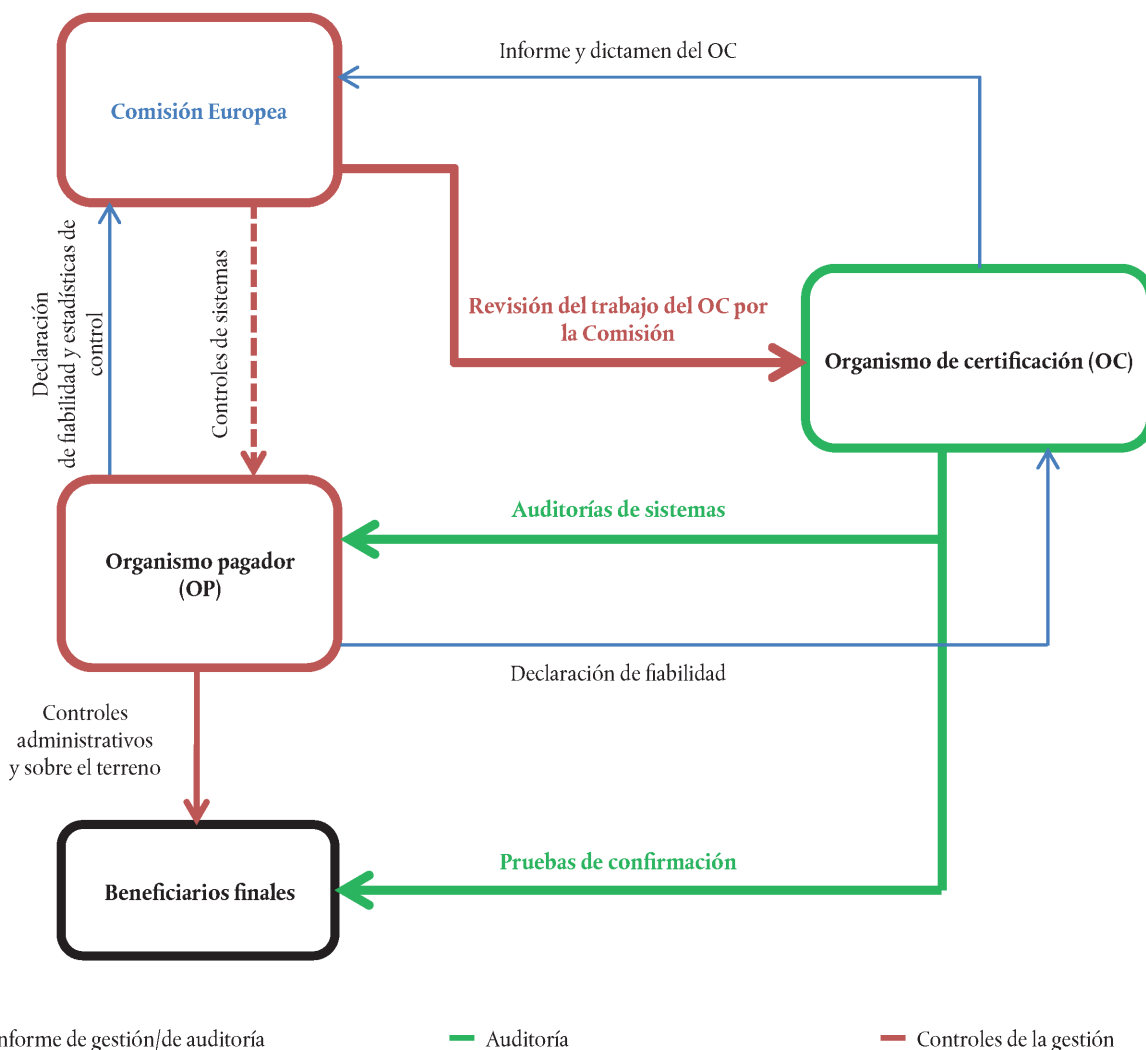 Informe y dictamen del OC
Comisión Europea
Declaración
de fiabilidad y estadísticas de
control
Controles de sistemas
Revisión del trabajo del OC por
la Comisión
Organismo de certificación (OC)
Auditorías de sistemas
Organismo pagador
(OP)
Declaración de fiabilidad
Controles
administrativos
y sobre el terreno
Pruebas de confirmación
Beneficiarios finales
nforme de gestión/de auditoría
Auditoría
Controles de la gestión